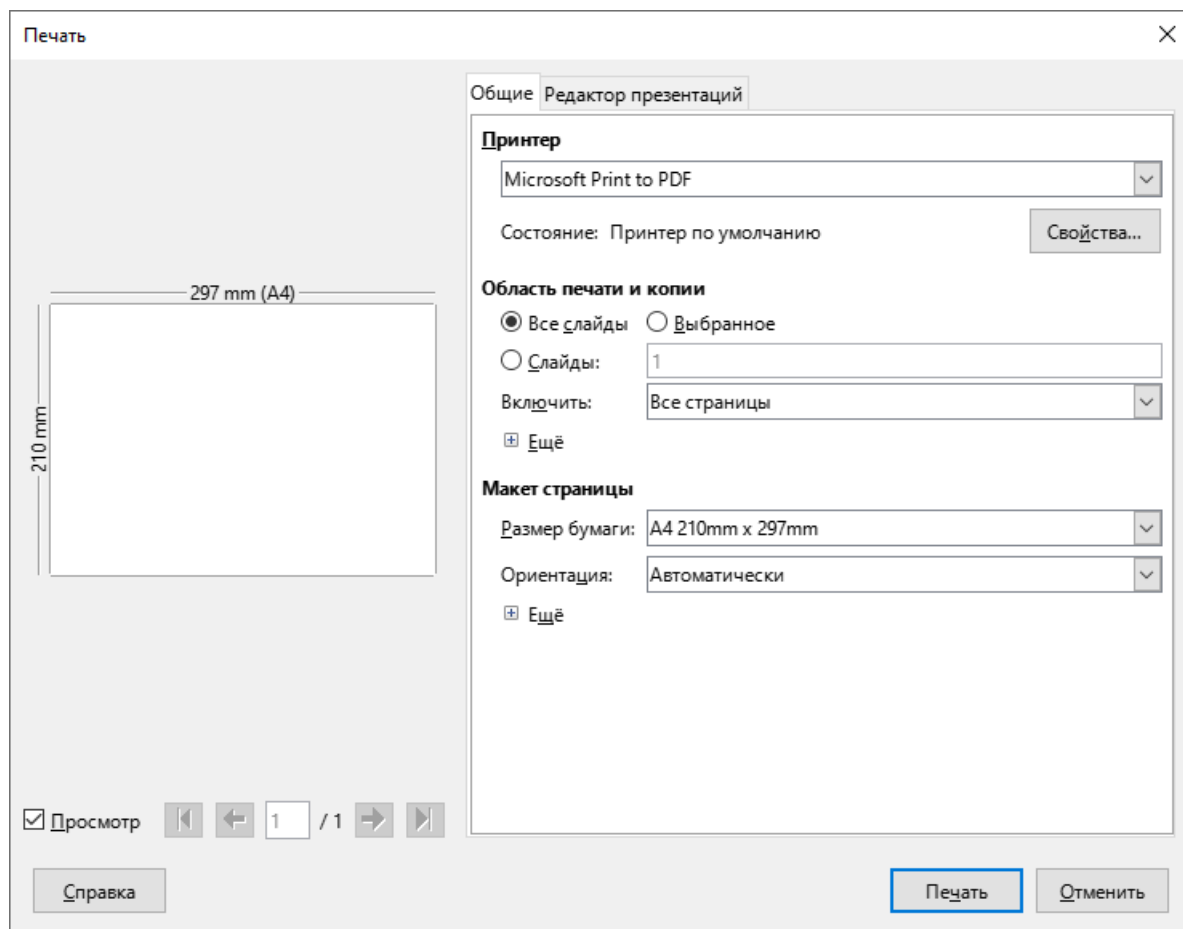 Печать
Общие Редактор презентаций
Принтер
Microsoft Print to PDF
Состояние: Принтер по умолчанию Свойства...
297 mm (A4)
210 mm
Область печати и копии
Все слайды Выбранное
Слайды: 1
Включить: Все страницы
Ещё
Макет страницы
Размер бумаги: A4 210mm x 297mm
Ориентация: Автоматически
Ещё
Просмотр 1 / 1
Справка Печать Отменить